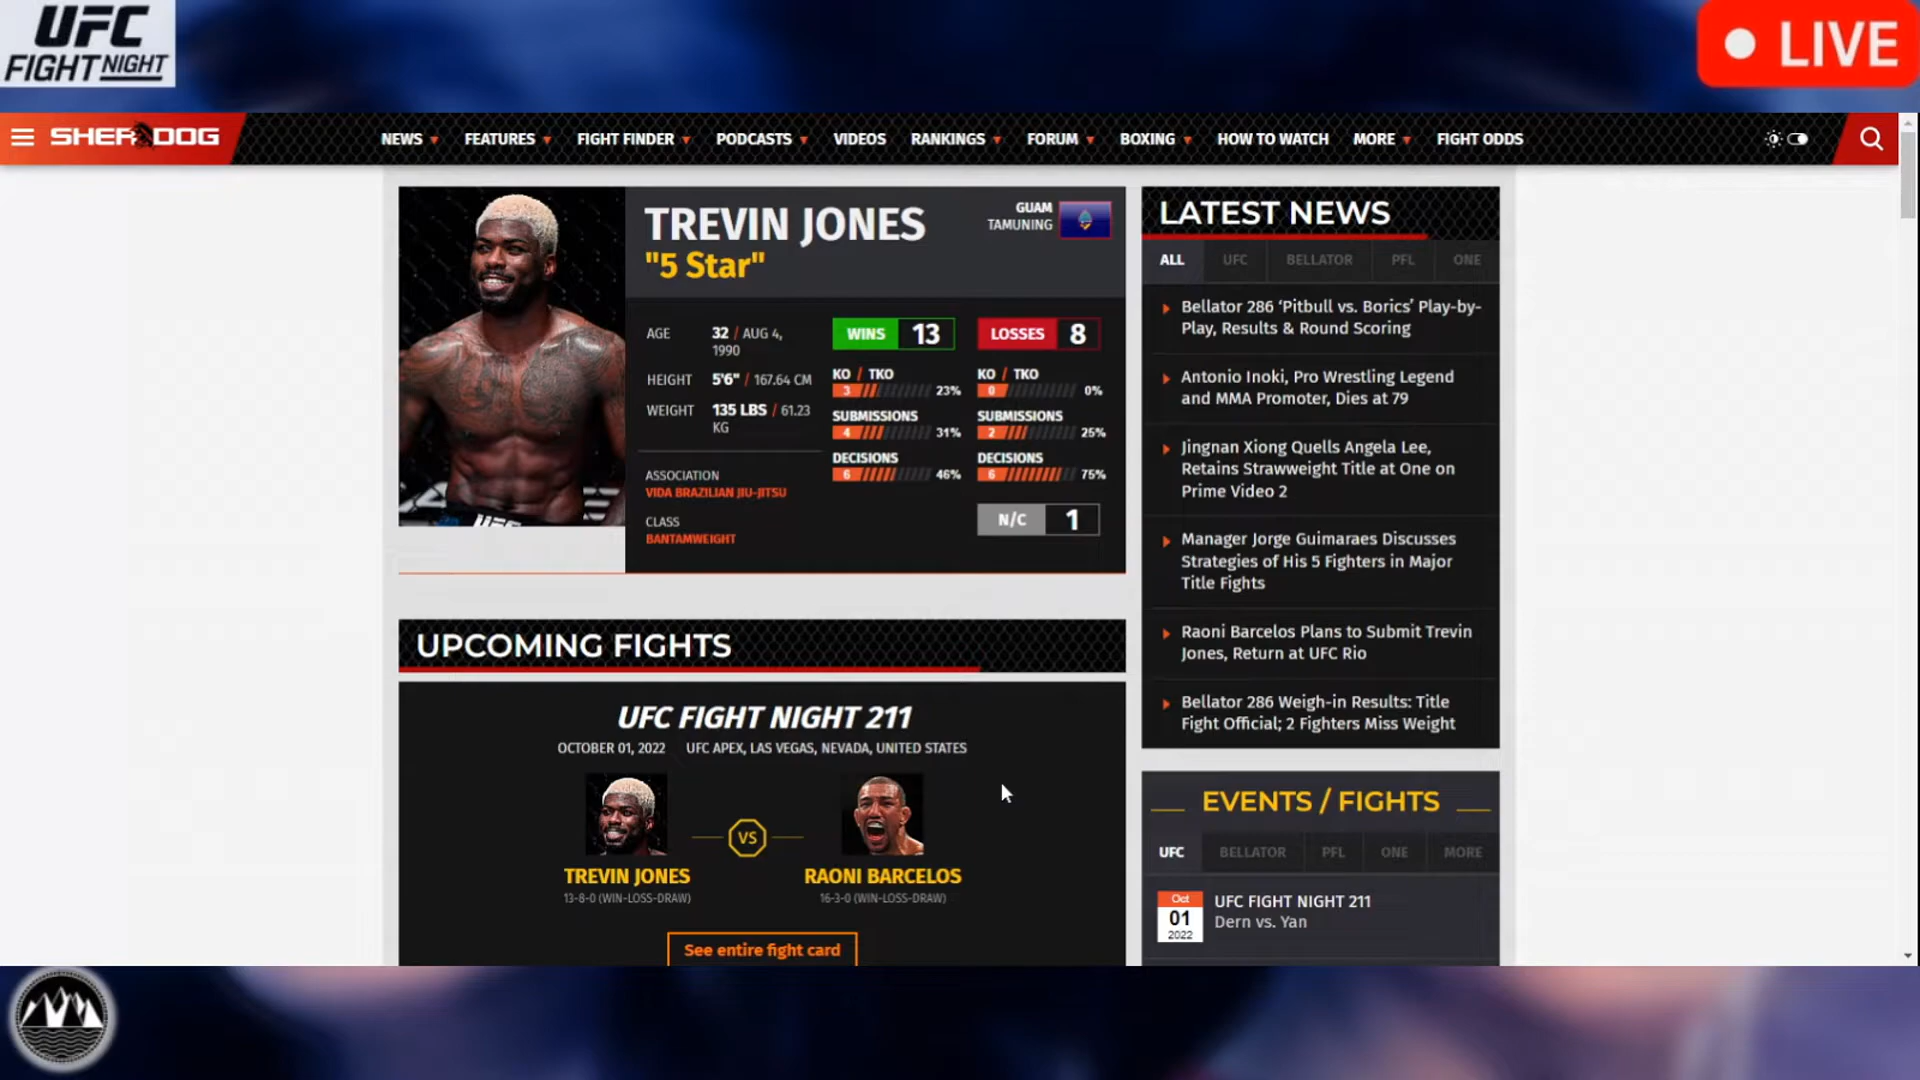 UFC
FIGHT NIGHT
LIVE
SHERDOG
NEWS
FEATURES
FIGHT FINDER
PODCASTS
VIDEOS
RANKINGS
FORUM
BOXING
HOW TO WATCH
MORE
FIGHT ODDS
TREVIN JONES
"5 Star"
GUAM
TAMUNING
AGE
32 / AUG 4,
1990
HEIGHT
5'6" / 167.64 CM
WEIGHT
135 LBS / 61.23
KG
ASSOCIATION
VIDA BRAZILIAN JIU-JITSU
CLASS
BANTAMWEIGHT
WINS 13
KO / TKO
3 23%
SUBMISSIONS
4 31%
DECISIONS
6 46%
LOSSES 8
KO / TKO
0 0%
SUBMISSIONS
2 25%
DECISIONS
6 75%
N/C 1
UFC
UPCOMING FIGHTS
UFC FIGHT NIGHT 211
OCTOBER 01, 2022 UFC APEX, LAS VEGAS, NEVADA, UNITED STATES
VS
TREVIN JONES
13-8-0 (WIN-LOSS-DRAW)
RAONI BARCELOS
16-3-0 (WIN-LOSS-DRAW)
See entire fight card
LATEST NEWS
ALL UFC BELLATOR PFL ONE
Bellator 286 ‘Pitbull vs. Borics’ Play-by-
Play, Results & Round Scoring
Antonio Inoki, Pro Wrestling Legend
and MMA Promoter, Dies at 79
Jingnan Xiong Quells Angela Lee,
Retains Strawweight Title at One on
Prime Video 2
Manager Jorge Guimaraes Discusses
Strategies of His 5 Fighters in Major
Title Fights
Raoni Barcelos Plans to Submit Trevin
Jones, Return at UFC Rio
Bellator 286 Weigh-in Results: Title
Fight Official; 2 Fighters Miss Weight
EVENTS / FIGHTS
UFC BELLATOR PFL ONE MORE
Oct
01
2022
UFC FIGHT NIGHT 211
Dern vs. Yan